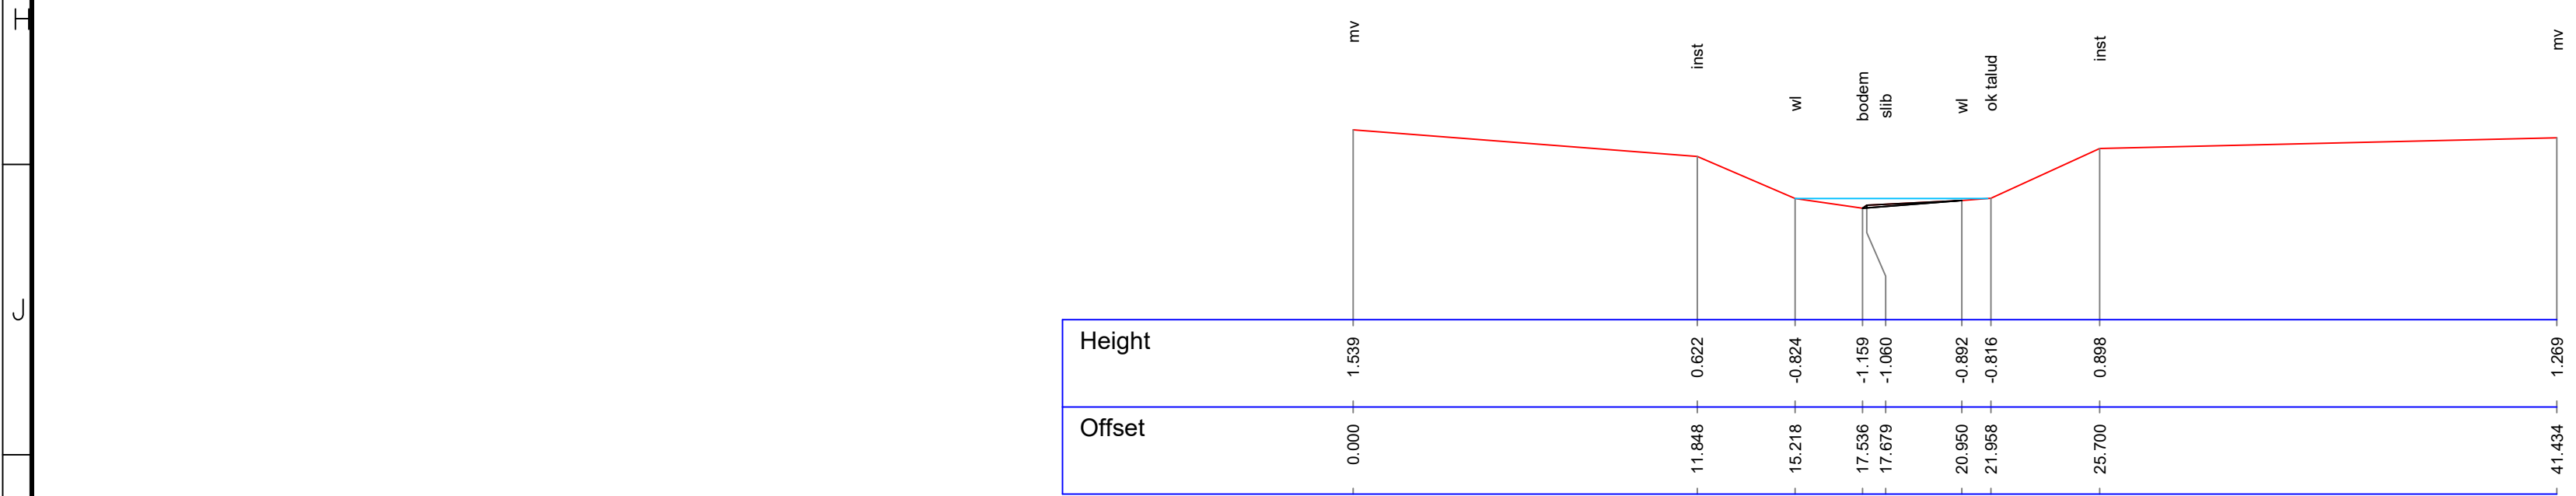 H
mv
inst
wl
bodem
slib
wl
ok talud
inst
mv
J
Height
1.539
0.622
-0.824
-1.159
-1.060
-0.892
-0.816
0.898
1.269
Offset
0.000
11.848
15.218
17.536
17.679
20.950
21.958
25.700
41.434